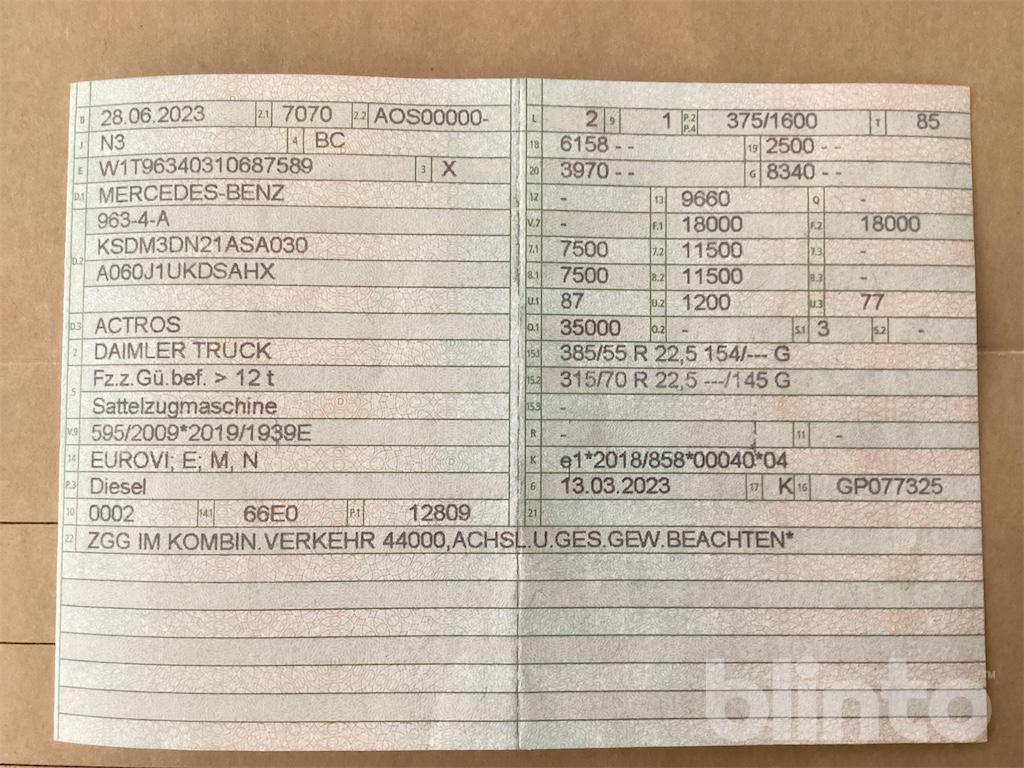 B 28.06.2023 2.1 7070 2.2 AOS00000-
J N3 4 BC
E W1T96340310687589 3 X
D.1 MERCEDES-BENZ
963-4-A
D.2 KSDM3DN21ASA030
A060J1UKDSAHX
D.3 ACTROS
2 DAIMLER TRUCK
5 Fz.z.Gü.bef. > 12 t
Sattelzugmaschine
V.9 595/2009*2019/1939E
14 EUROVI; E; M, N
P.3 Diesel
10 0002 14.1 66E0 P.1 12809
L 2 9 1 P.2 P.4 375/1600 T 85
18 6158 - - 19 2500 - -
20 3970 - - G 8340 - -
12 - 13 9660 Q -
V.7 - F.1 18000 F.2 18000
7.1 7500 7.2 11500 7.3 -
8.1 7500 8.2 11500 8.3 -
U.1 87 U.2 1200 U.3 77
O.1 35000 O.2 - S.1 3 S.2 -
15.1 385/55 R 22,5 154/--- G
15.2 315/70 R 22,5 ---/145 G
15.3 -
R - 11 -
K e1*2018/858*00040*04
6 13.03.2023 17 K 16 GP077325
21
22 ZGG IM KOMBIN.VERKEHR 44000,ACHSL.U.GES.GEW.BEACHTEN*
blinto™